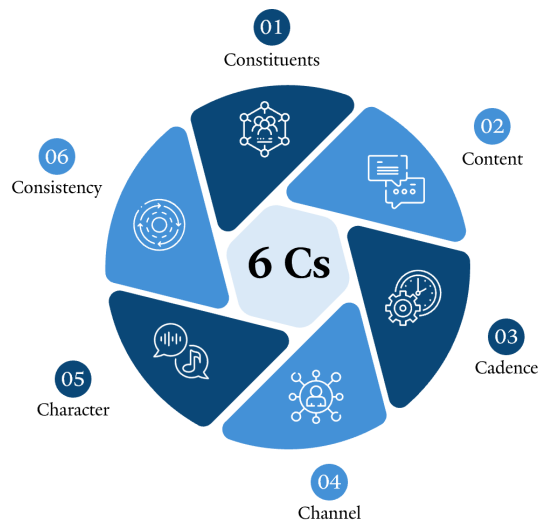 01
Constituents
02
Content
03
Cadence
04
Channel
05
Character
06
Consistency
6 Cs